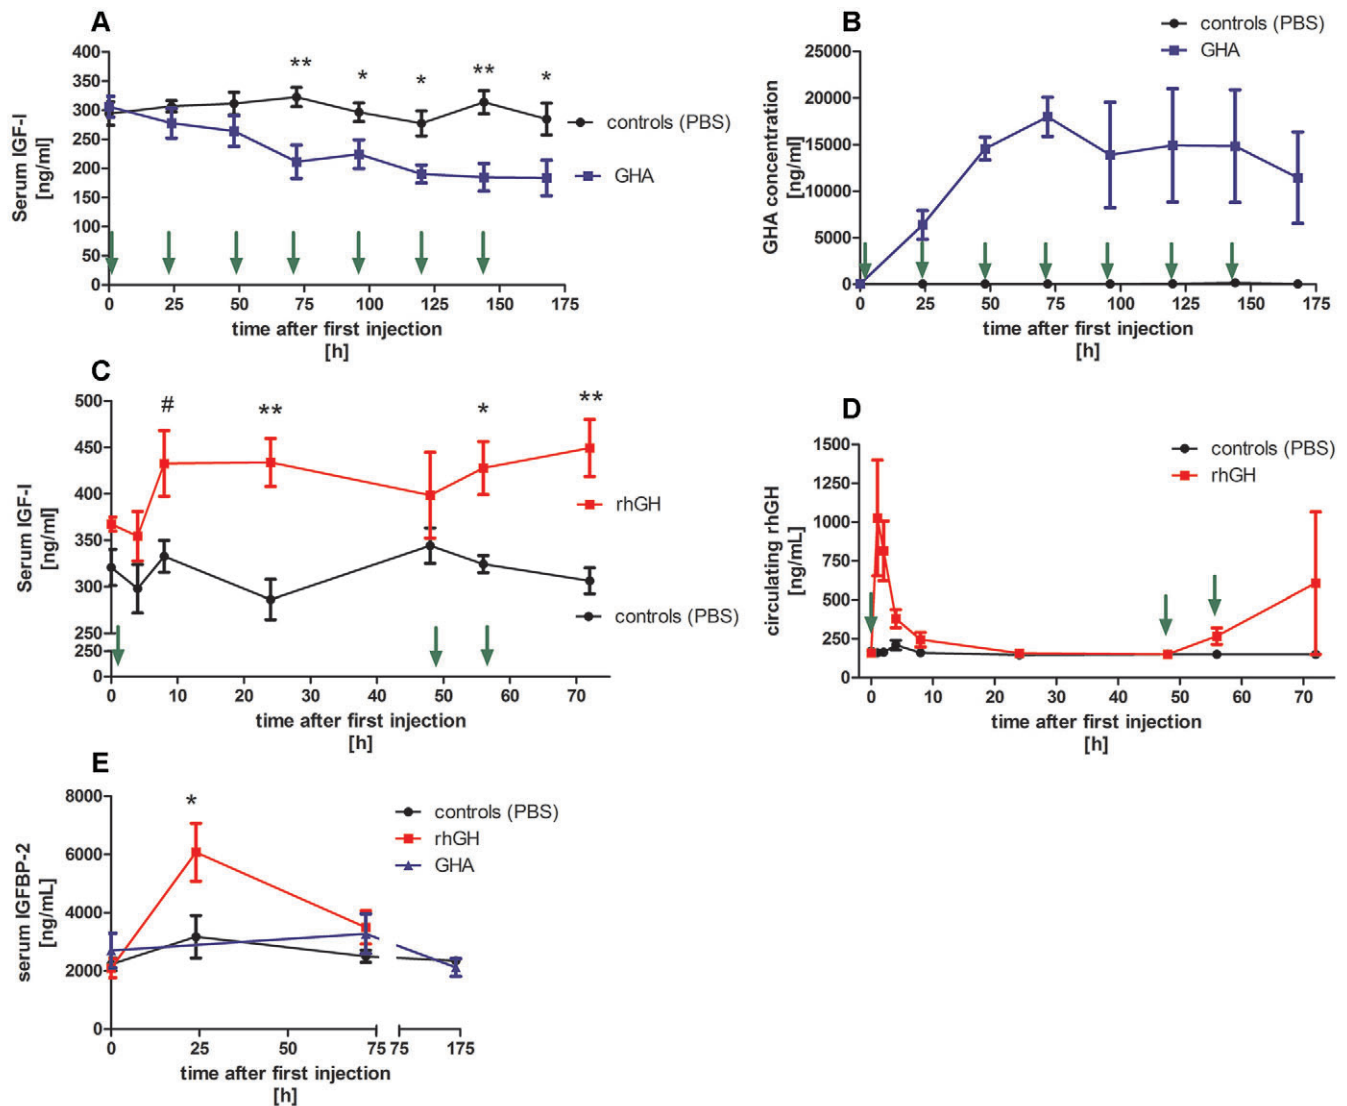 A
400
350
300
250
200
150
100
50
0
Serum IGF-I
[ng/ml]
** * * ** *
controls (PBS)
GHA
0 25 50 75 100 125 150 175
time after first injection
[h]
B
controls (PBS)
GHA
25000
20000
15000
10000
5000
0
GHA concentration
[ng/ml]
0 25 50 75 100 125 150 175
time after first injection
[h]
C
500
450
400
350
300
250
250
0
Serum IGF-I
[ng/ml]
# ** * **
rhGH
controls (PBS)
0 10 20 30 40 50 60 70
time after first injection
[h]
D
controls (PBS)
rhGH
1500
1250
1000
750
500
250
0
circulating rhGH
[ng/mL]
0 10 20 30 40 50 60 70
time after first injection
[h]
E
8000
6000
4000
2000
0
serum IGFBP-2
[ng/mL]
*
controls (PBS)
rhGH
GHA
0 25 50 75 75 175
time after first injection
[h]